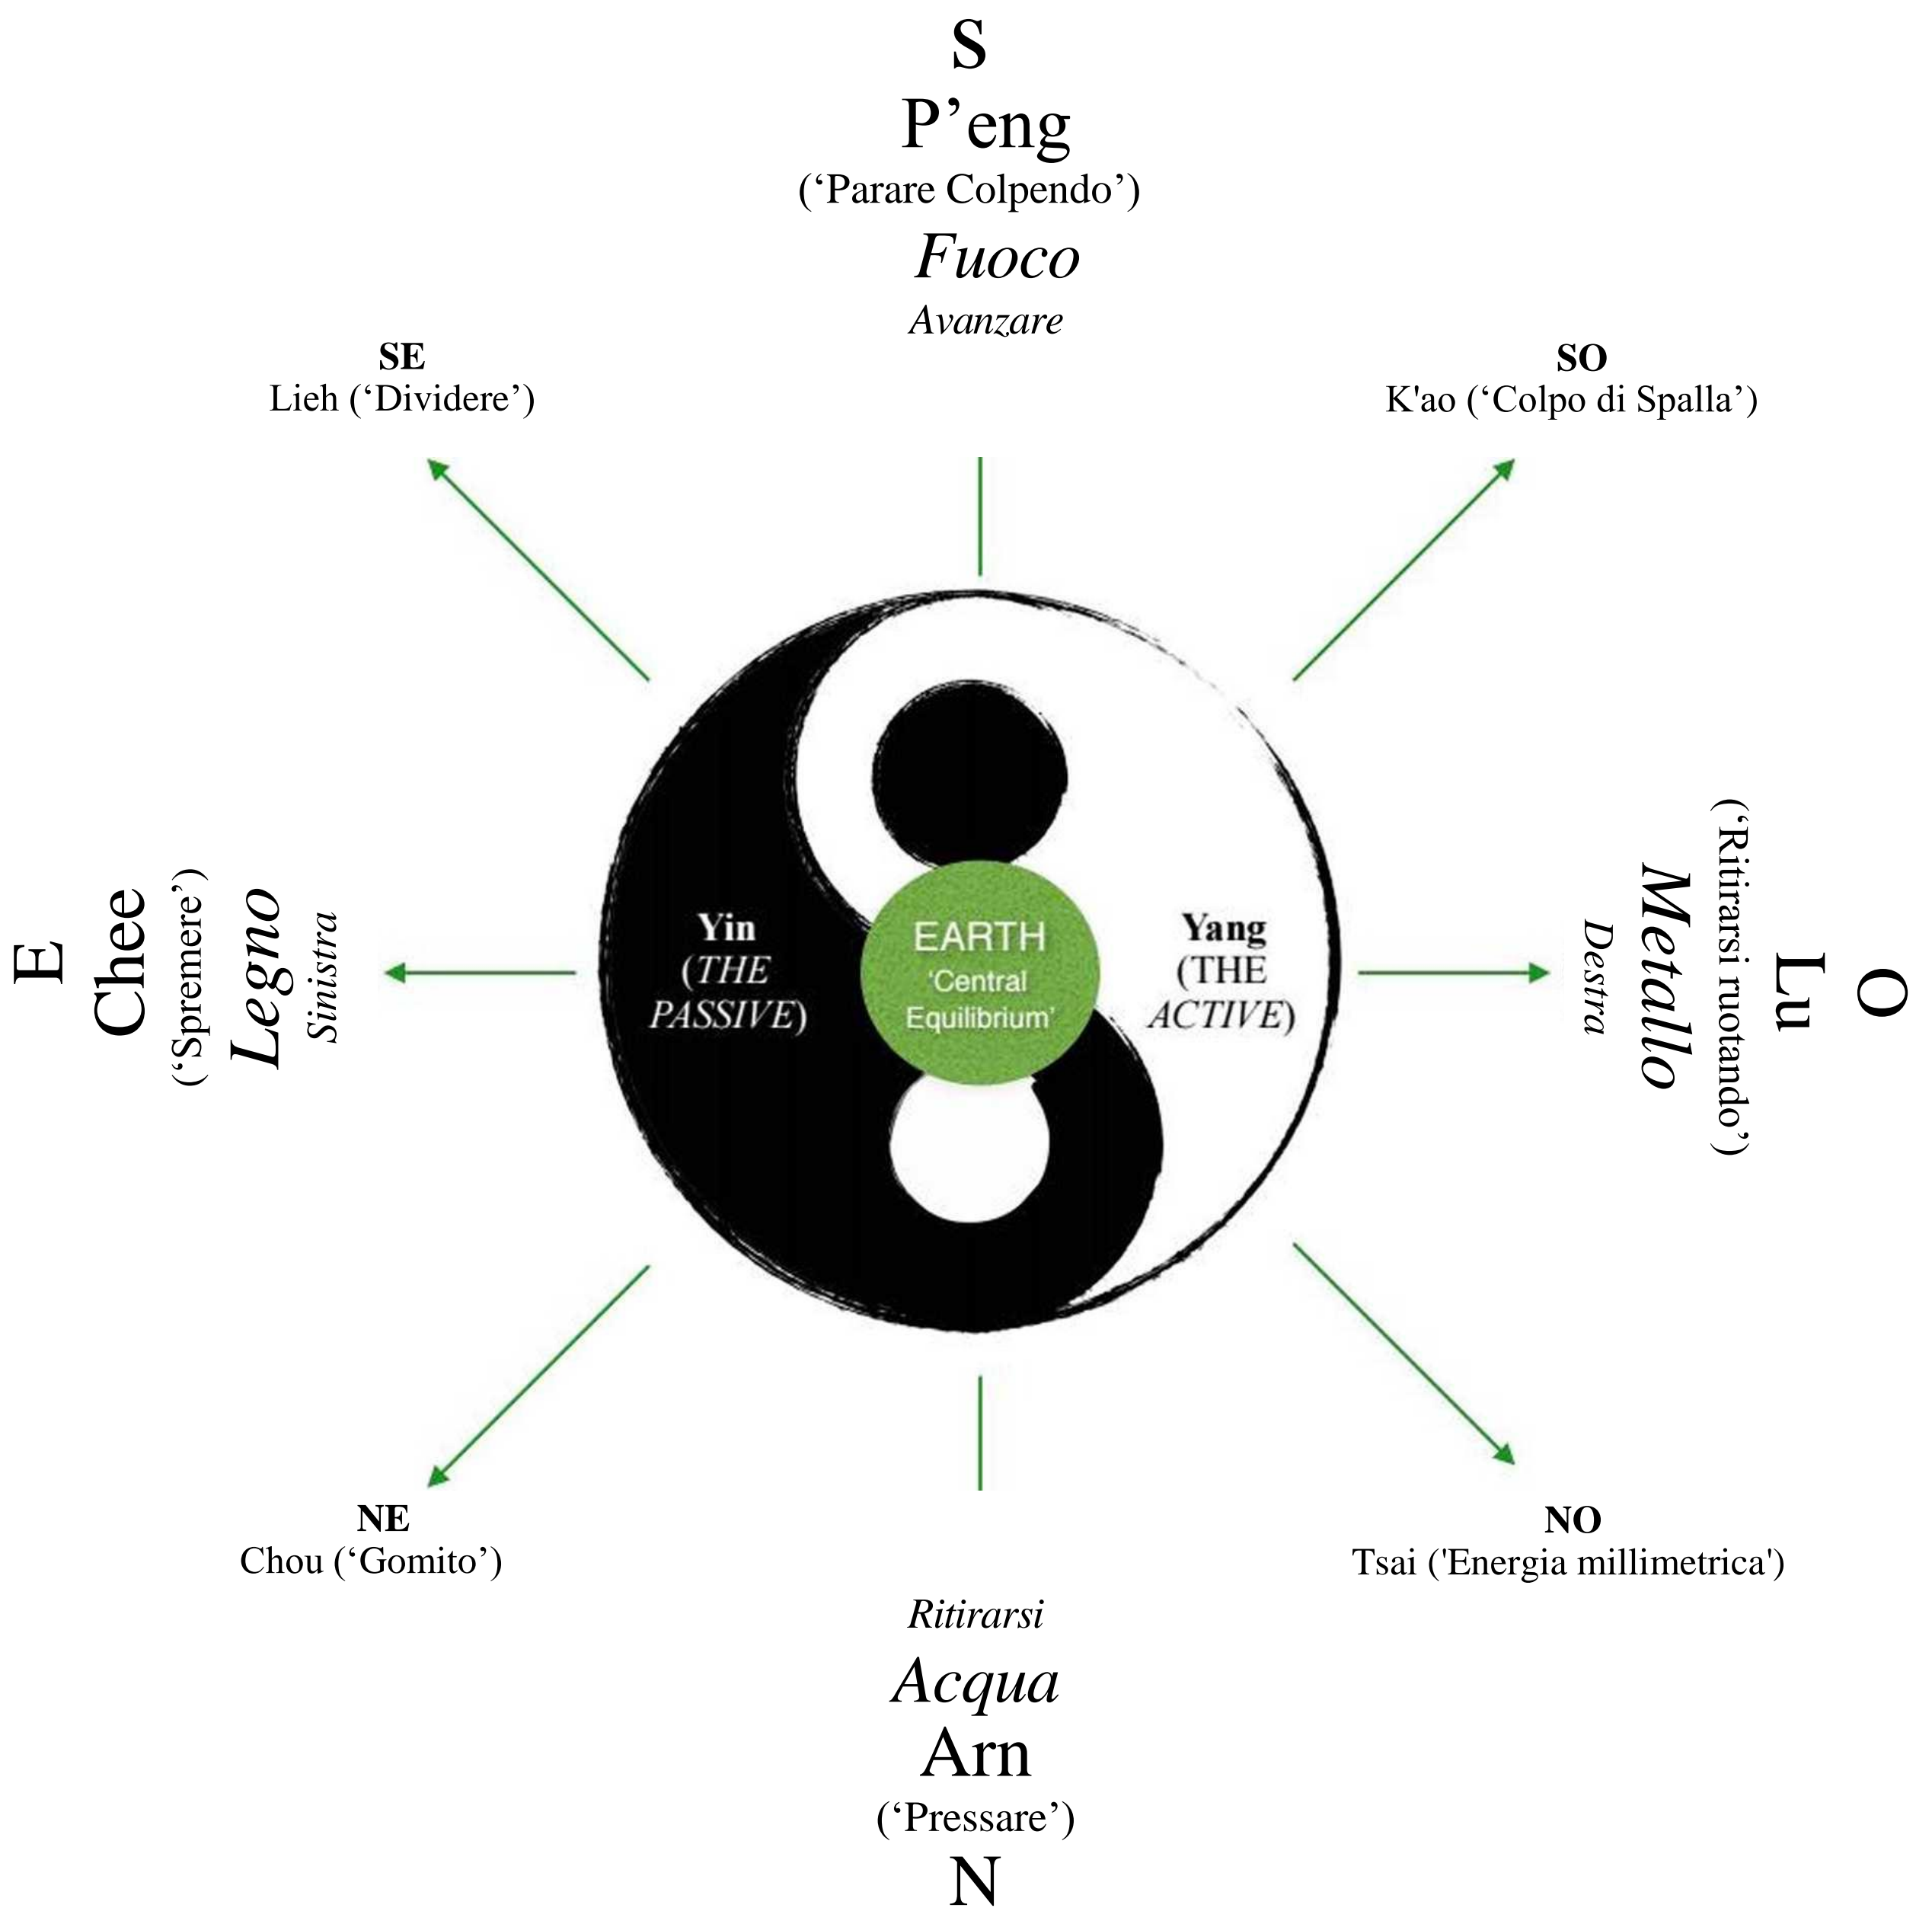 S
P’eng
(‘Parare Colpendo’)
Fuoco
Avanzare
SE
Lieh (‘Dividere’)
SO
K'ao (‘Colpo di Spalla’)
E
Chee
(‘Spremere’)
Legno
Sinistra
Yin
(THE
PASSIVE)
EARTH
‘Central
Equilibrium’
Yang
(THE
ACTIVE)
Destra
Metallo
(‘Ritirarsi ruotando’)
Lu
O
NE
Chou (‘Gomito’)
NO
Tsai ('Energia millimetrica')
Ritirarsi
Acqua
Arn
(‘Pressare’)
N